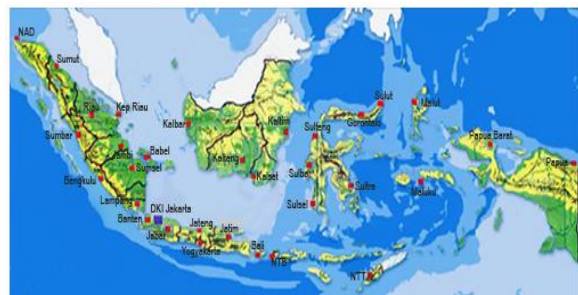 NAD
Sumut
Riau
Kep Riau
Sumbar
Jambi
Babel
Sumsel
Bengkulu
Lampang
Banten
DKI Jakarta
Jabar
Jateng
Yogyakarta
Jatim
Bali
NTB
NTT
Kalbar
Kalteng
Kalsel
Kaltim
Sulteng
Sulbar
Sulsel
Sultra
Gorontalo
Sulut
Malut
Maluku
Papua Barat
Papua